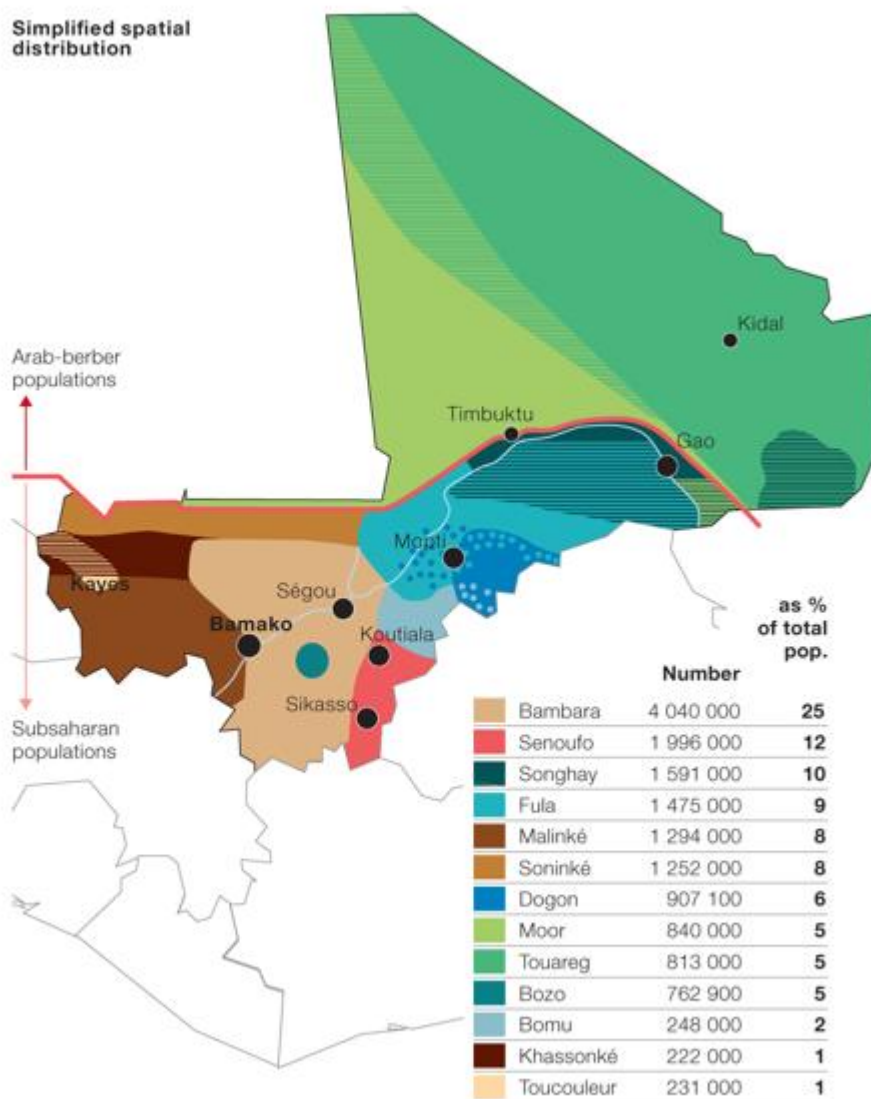 Simplified spatial
distribution
Kidal
Arab-berber
populations
Timbuktu
Gao
Mopti
Kayes
Ségou
Bamako
Koutiala
Sikasso
Subsaharan
populations
as %
of total
pop.
Number
Bambara 4 040 000 25
Senoufo 1 996 000 12
Songhay 1 591 000 10
Fula 1 475 000 9
Malinké 1 294 000 8
Soninké 1 252 000 8
Dogon 907 100 6
Moor 840 000 5
Touareg 813 000 5
Bozo 762 900 5
Bomu 248 000 2
Khassonké 222 000 1
Toucouleur 231 000 1